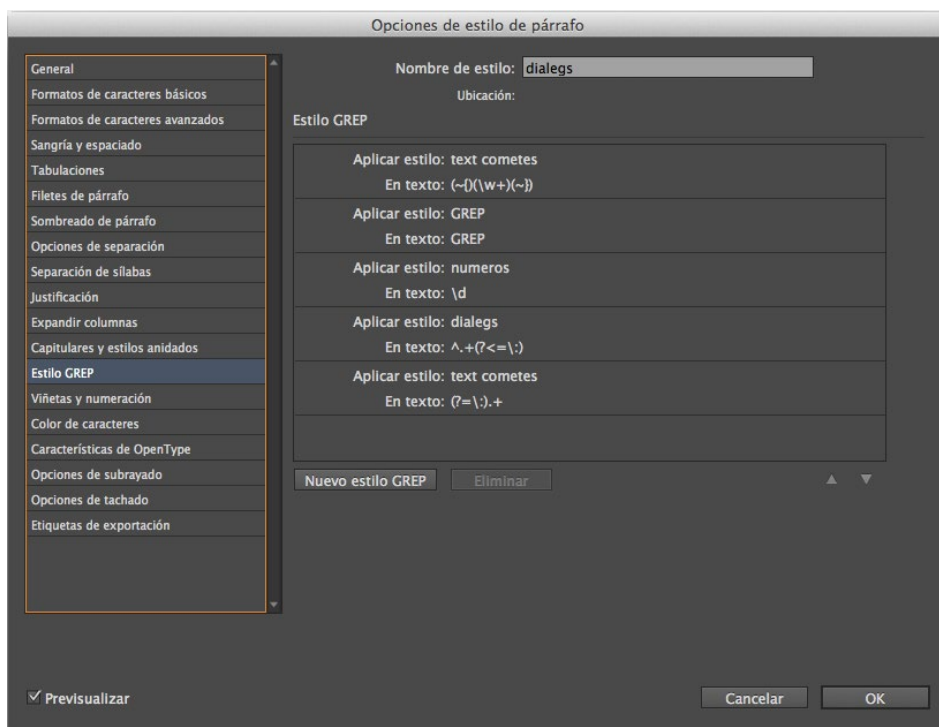 Opciones de estilo de párrafo
General
Formatos de caracteres básicos
Formatos de caracteres avanzados
Sangría y espaciado
Tabulaciones
Filetes de párrafo
Sombreado de párrafo
Opciones de separación
Separación de sílabas
Justificación
Expandir columnas
Capitulares y estilos anidados
Estilo GREP
Viñetas y numeración
Color de caracteres
Características de OpenType
Opciones de subrayado
Opciones de tachado
Etiquetas de exportación
Nombre de estilo: dialegs
Ubicación:
Estilo GREP
Aplicar estilo: text cometes
En texto: (~{)(\w+)(~})
Aplicar estilo: GREP
En texto: GREP
Aplicar estilo: numeros
En texto: \d
Aplicar estilo: dialegs
En texto: ^.+(?<=\:)
Aplicar estilo: text cometes
En texto: (?=\:).+
Nuevo estilo GREP
Eliminar
Previsualizar
Cancelar
OK